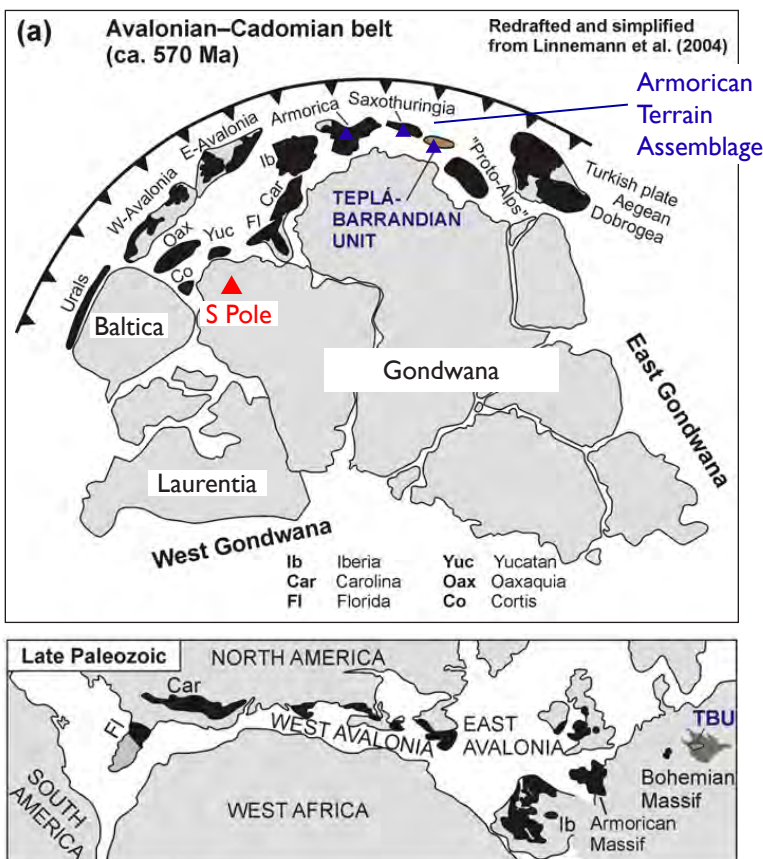 (a) Avalonian–Cadomian belt
(ca. 570 Ma)
Redrafted and simplified
from Linnemann et al. (2004)
Armorican
Terrain
Assemblage
Armorica
Saxothuringia
E-Avalonia
W-Avalonia
Ib
Car
Fl
Oax
Yuc
Co
Urals
"Proto-Alps"
Turkish plate
Aegean
Dobrogea
TEPLÁ-
BARRANDIAN
UNIT
S Pole
Baltica
Gondwana
Laurentia
East Gondwana
West Gondwana
Ib Iberia
Car Carolina
Fl Florida
Yuc Yucatan
Oax Oaxaquia
Co Cortis
Late Paleozoic
NORTH AMERICA
Car
Fl
WEST AVALONIA
EAST
AVALONIA
TBU
Bohemian
Massif
SOUTH
AMERICA
WEST AFRICA
Ib
Armorican
Massif